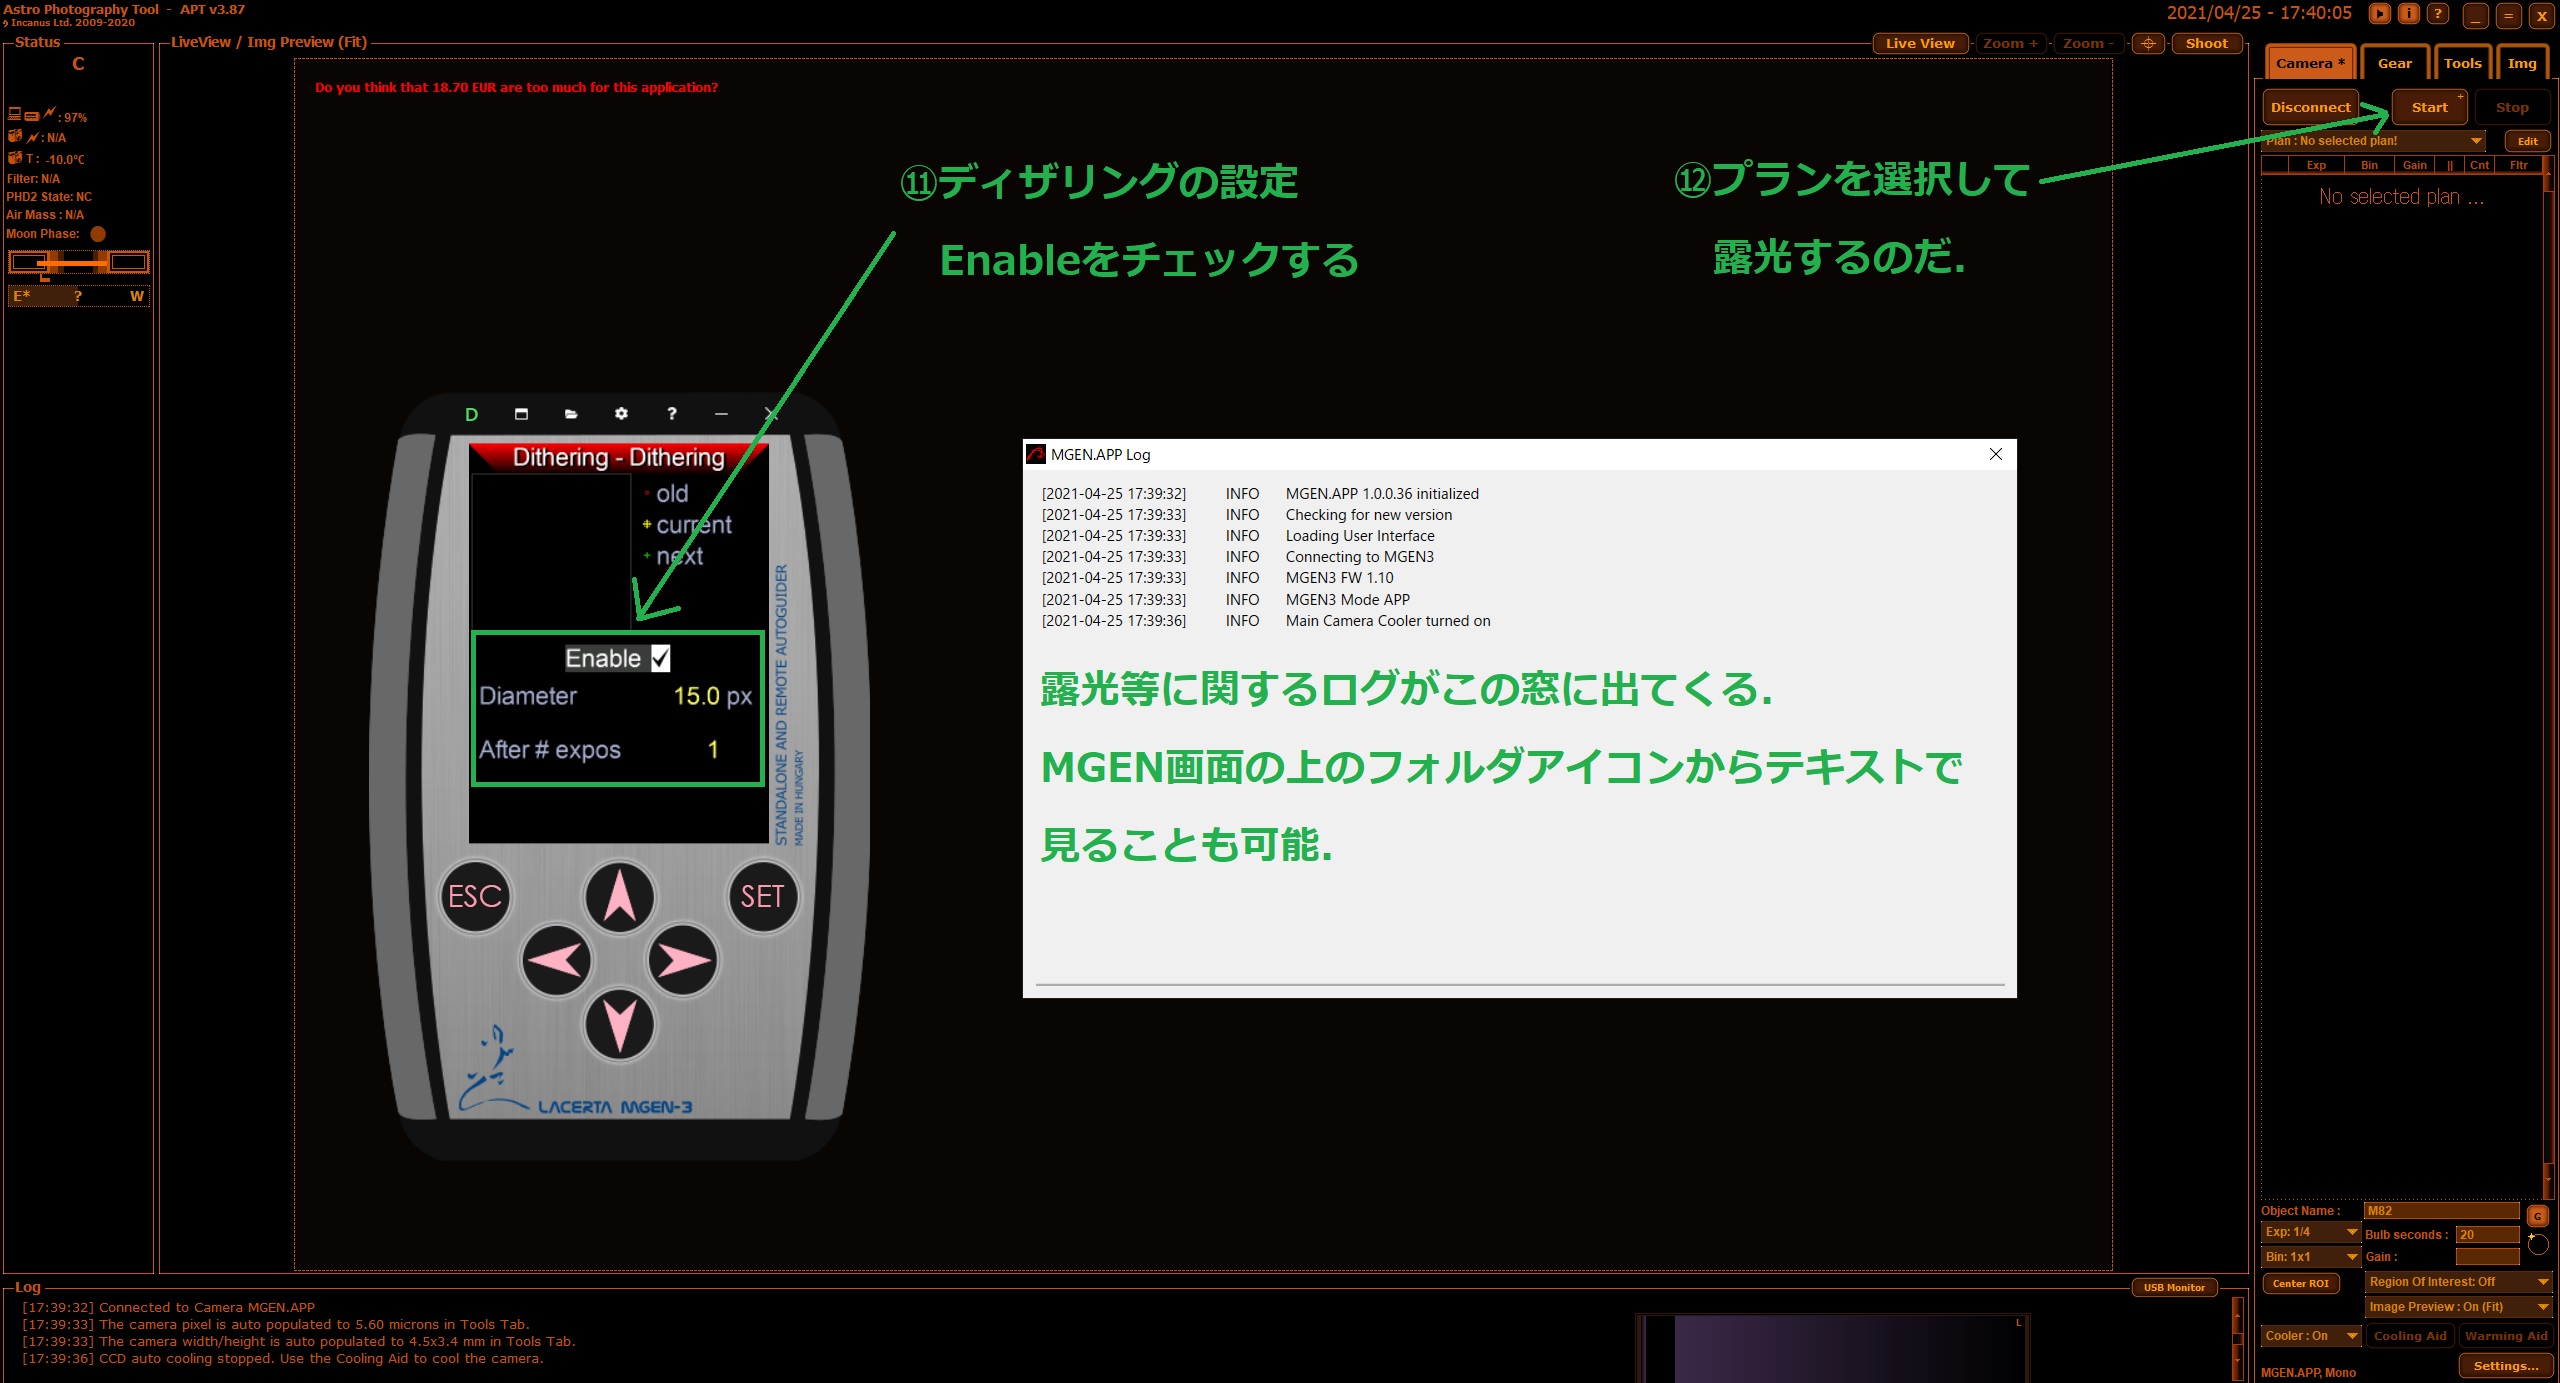 Astro Photography Tool - APT v3.87
Incanus Ltd. 2009-2020
2021/04/25 - 17:40:05
i
?
_
=
X
Status
C
: 97%
: N/A
T : -10.0°C
Filter: N/A
PHD2 State: NC
Air Mass : N/A
Moon Phase:
E* ? W
LiveView / Img Preview (Fit)
Live View
Zoom +
Zoom -
Shoot
Do you think that 18.70 EUR are too much for this application?
⑪ディザリングの設定
Enableをチェックする
⑫プランを選択して
露光するのだ.
D
?
Dithering - Dithering
old
current
next
Enable
Diameter 15.0 px
After # expos 1
STANDALONE AND REMOTE AUTOGUIDER
MADE IN HUNGARY
ESC
SET
LACERTA MGEN-3
MGEN.APP Log
[2021-04-25 17:39:32] INFO MGEN.APP 1.0.0.36 initialized
[2021-04-25 17:39:33] INFO Checking for new version
[2021-04-25 17:39:33] INFO Loading User Interface
[2021-04-25 17:39:33] INFO Connecting to MGEN3
[2021-04-25 17:39:33] INFO MGEN3 FW 1.10
[2021-04-25 17:39:33] INFO MGEN3 Mode APP
[2021-04-25 17:39:36] INFO Main Camera Cooler turned on
露光等に関するログがこの窓に出てくる.
MGEN画面の上のフォルダアイコンからテキストで
見ることも可能.
Camera *
Gear
Tools
Img
Disconnect
Start +
Stop
Plan : No selected plan!
Edit
Exp Bin Gain || Cnt Fltr
No selected plan ...
Object Name : M82
G
Exp: 1/4
Bulb seconds : 20
Bin: 1x1
Gain :
Center ROI
Region Of Interest: Off
Image Preview : On (Fit)
Cooler : On
Cooling Aid
Warming Aid
MGEN.APP, Mono
Settings...
Log
USB Monitor
[17:39:32] Connected to Camera MGEN.APP
[17:39:33] The camera pixel is auto populated to 5.60 microns in Tools Tab.
[17:39:33] The camera width/height is auto populated to 4.5x3.4 mm in Tools Tab.
[17:39:36] CCD auto cooling stopped. Use the Cooling Aid to cool the camera.
L